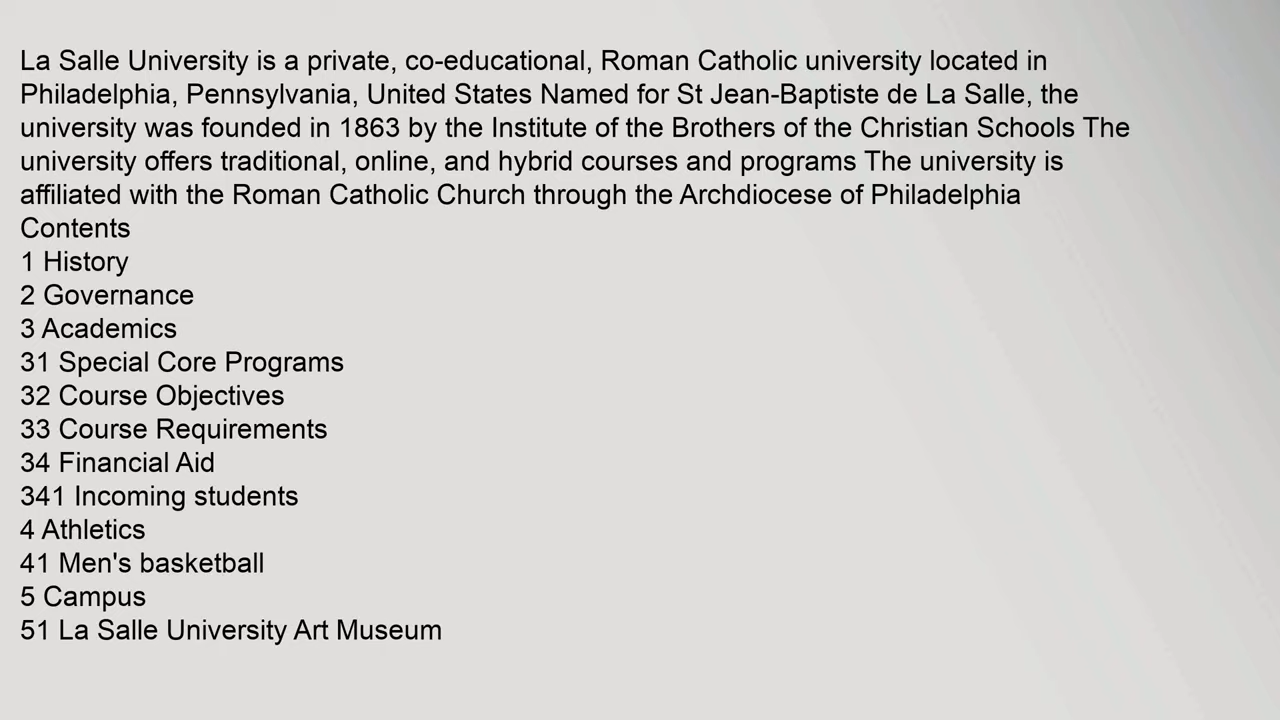 La Salle University is a private, co-educational, Roman Catholic university located in
Philadelphia, Pennsylvania, United States Named for St Jean-Baptiste de La Salle, the
university was founded in 1863 by the Institute of the Brothers of the Christian Schools The
university offers traditional, online, and hybrid courses and programs The university is
affiliated with the Roman Catholic Church through the Archdiocese of Philadelphia
Contents
1 History
2 Governance
3 Academics
31 Special Core Programs
32 Course Objectives
33 Course Requirements
34 Financial Aid
341 Incoming students
4 Athletics
41 Men's basketball
5 Campus
51 La Salle University Art Museum